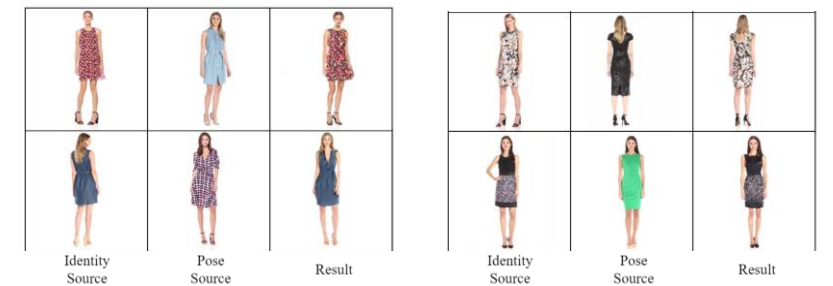 Identity
Source
Pose
Source
Result
Identity
Source
Pose
Source
Result